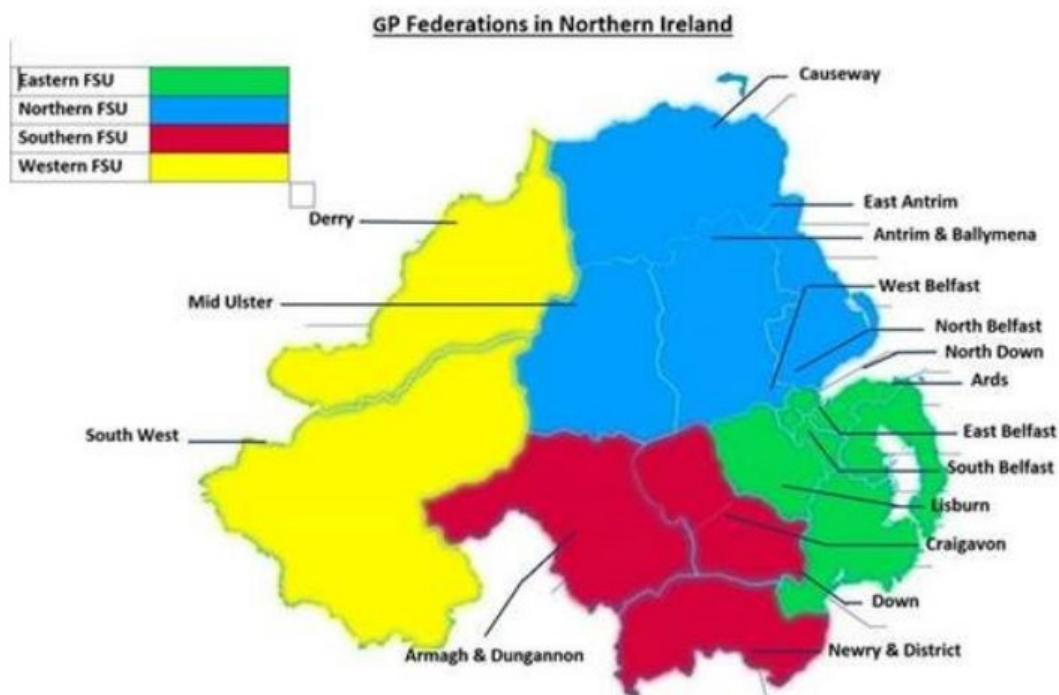 GP Federations in Northern Ireland
Eastern FSU
Northern FSU
Southern FSU
Western FSU
Causeway
East Antrim
Derry
Antrim & Ballymena
West Belfast
Mid Ulster
North Belfast
North Down
Ards
South West
East Belfast
South Belfast
Lisburn
Craigavon
Down
Armagh & Dungannon
Newry & District